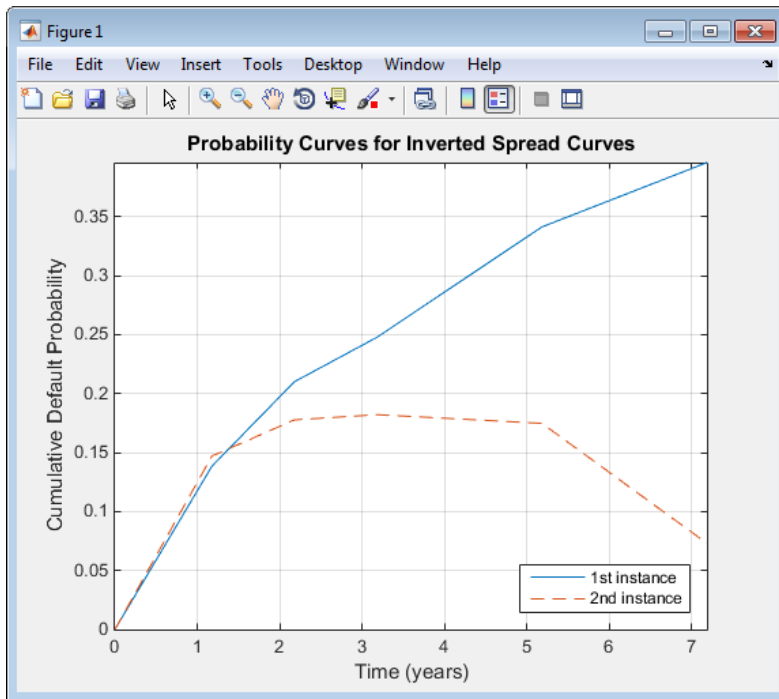 Figure 1
File Edit View Insert Tools Desktop Window Help
Probability Curves for Inverted Spread Curves
Cumulative Default Probability
0.35
0.3
0.25
0.2
0.15
0.1
0.05
0
0 1 2 3 4 5 6 7
Time (years)
1st instance
2nd instance